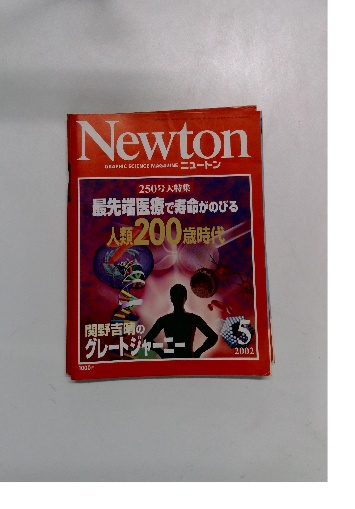 Newton
GRAPHIC SCIENCE MAGAZINE ニュートン
250号大特集
最先端医療で寿命がのびる
人類200歳時代
関野吉晴の
グレートジャーニー
5
2002